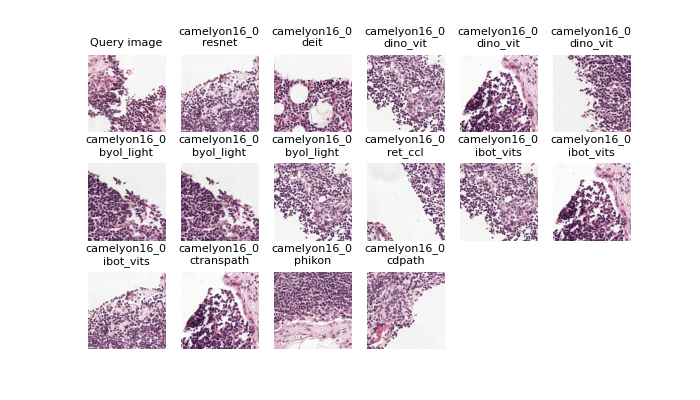 Query image
camelyon16_0
resnet
camelyon16_0
deit
camelyon16_0
dino_vit
camelyon16_0
dino_vit
camelyon16_0
dino_vit
camelyon16_0
byol_light
camelyon16_0
byol_light
camelyon16_0
byol_light
camelyon16_0
ret_ccl
camelyon16_0
ibot_vits
camelyon16_0
ibot_vits
camelyon16_0
ibot_vits
camelyon16_0
ctranspath
camelyon16_0
phikon
camelyon16_0
cdpath